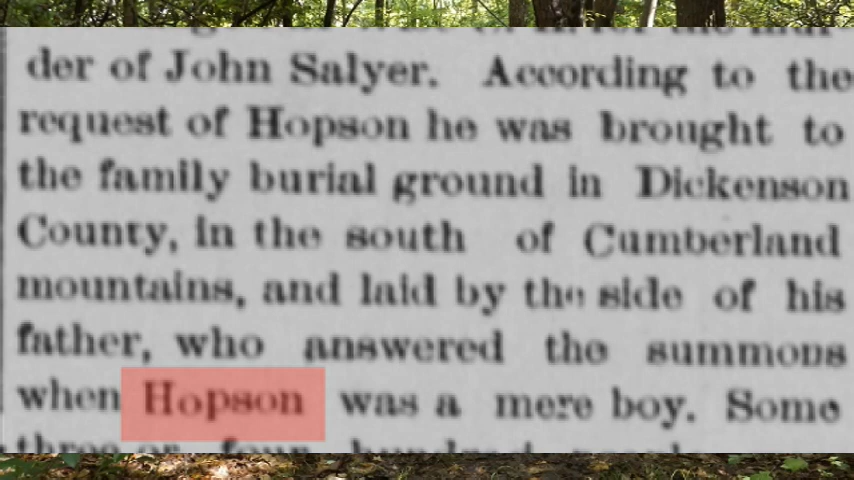 der of John Salyer. According to the
request of Hopson he was brought to
the family burial ground in Dickenson
County, in the south of Cumberland
mountains, and laid by the side of his
father, who answered the summons
when Hopson was a mere boy. Some